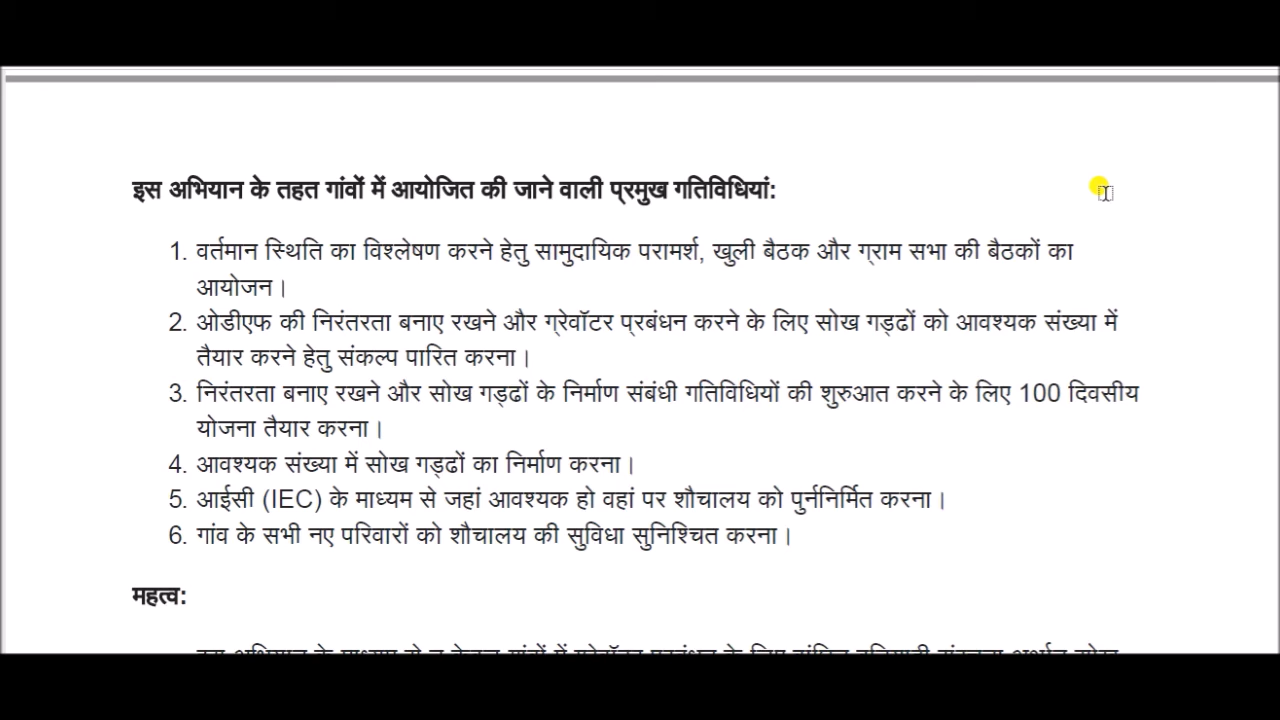 इस अभियान के तहत गांवों में आयोजित की जाने वाली प्रमुख गतिविधियां:
1. वर्तमान स्थिति का विश्लेषण करने हेतु सामुदायिक परामर्श, खुली बैठक और ग्राम सभा की बैठकों का
आयोजन।
2. ओडीएफ की निरंतरता बनाए रखने और ग्रेवॉटर प्रबंधन करने के लिए सोख गड्ढों को आवश्यक संख्या में
तैयार करने हेतु संकल्प पारित करना।
3. निरंतरता बनाए रखने और सोख गड्ढों के निर्माण संबंधी गतिविधियों की शुरुआत करने के लिए 100 दिवसीय
योजना तैयार करना।
4. आवश्यक संख्या में सोख गड्ढों का निर्माण करना।
5. आईसी (IEC) के माध्यम से जहां आवश्यक हो वहां पर शौचालय को पुर्ननिर्मित करना।
6. गांव के सभी नए परिवारों को शौचालय की सुविधा सुनिश्चित करना।
महत्व: